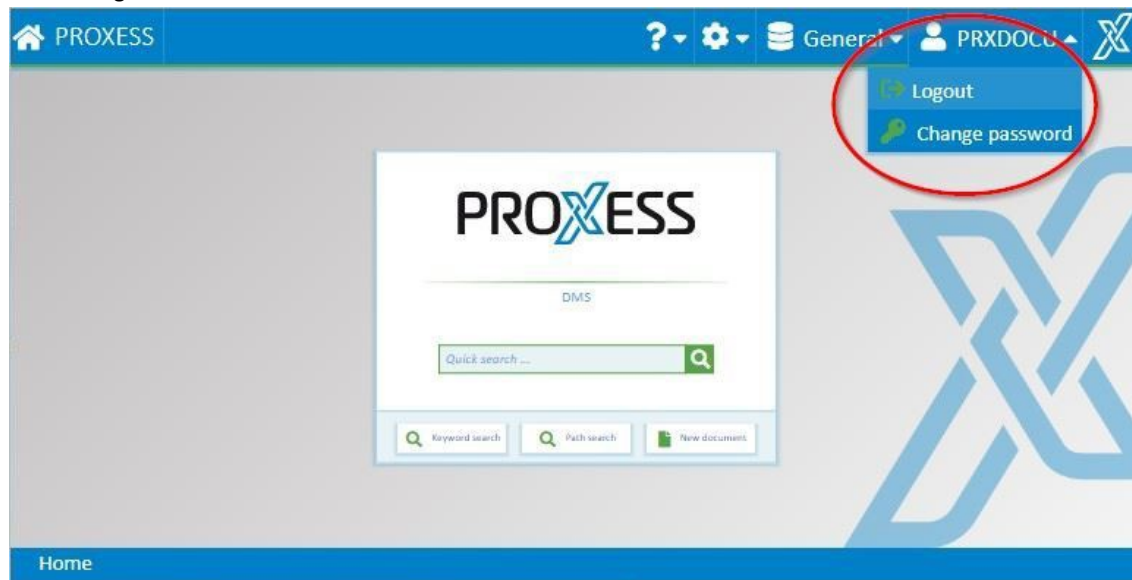 PROXESS
? General PRXDOCU
Logout
Change password
PROXESS
DMS
Quick search ...
Keyword search Path search New document
Home